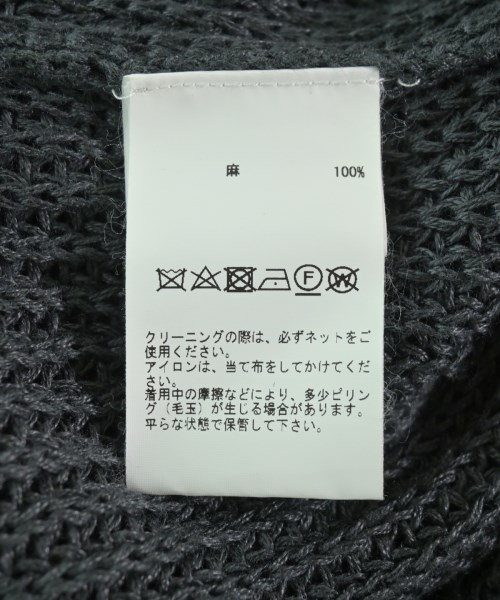 麻 100%
F W
クリーニングの際は、必ずネットをご
使用ください。
アイロンは、当て布をしてかけてくだ
さい。
着用中の摩擦などにより、多少ピリン
グ（毛玉）が生じる場合があります。
平らな状態で保管して下さい。